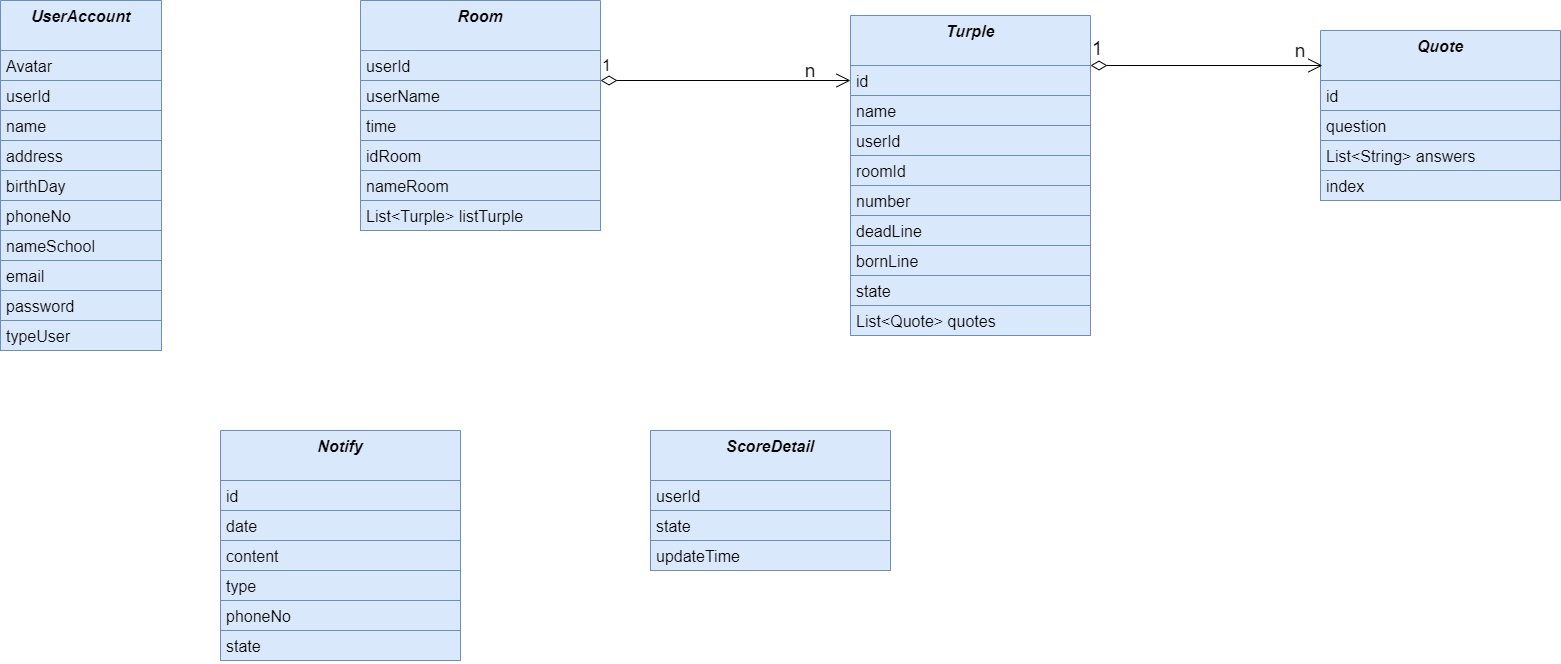 UserAccount
Avatar
userId
name
address
birthDay
phoneNo
nameSchool
email
password
typeUser
Room
userId
userName
time
idRoom
nameRoom
List<Turple> listTurple
1
n
Turple
id
name
userId
roomId
number
deadLine
bornLine
state
List<Quote> quotes
1
n
Quote
id
question
List<String> answers
index
Notify
id
date
content
type
phoneNo
state
ScoreDetail
userId
state
updateTime